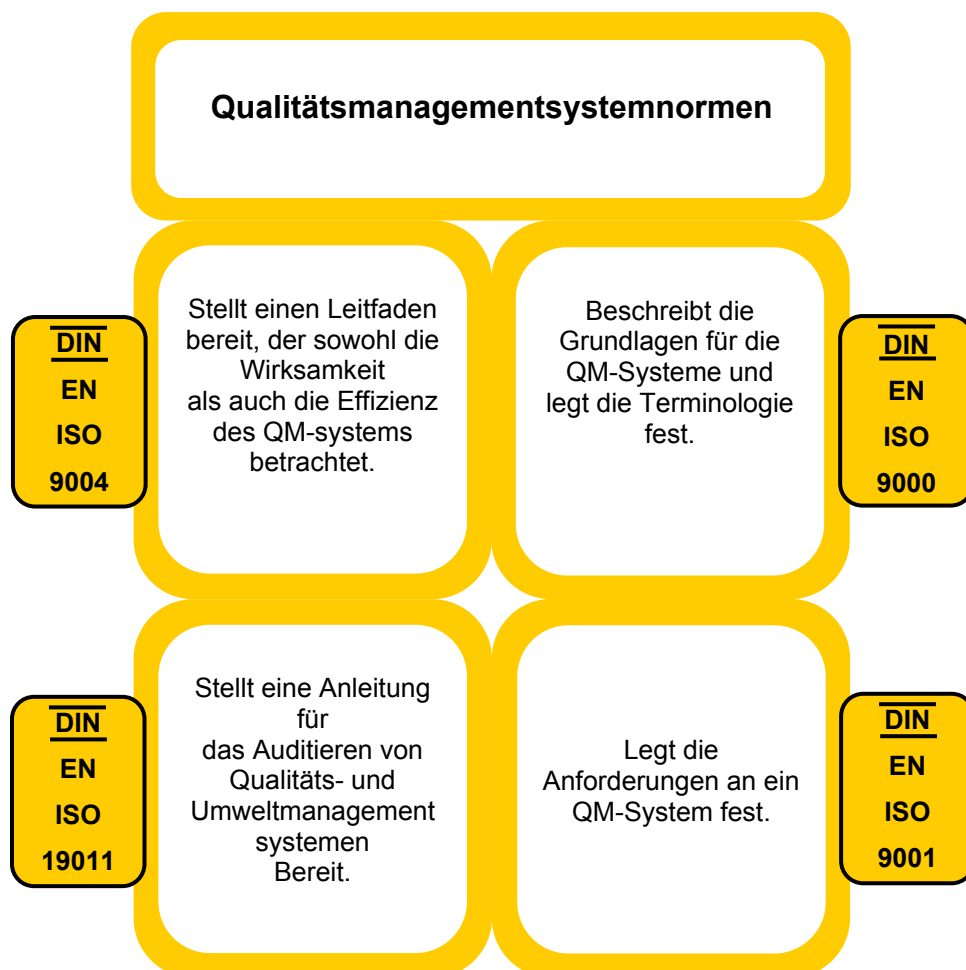 Qualitätsmanagementsystemnormen
DIN
EN
ISO
9004
Stellt einen Leitfaden
bereit, der sowohl die
Wirksamkeit
als auch die Effizienz
des QM-systems
betrachtet.
Beschreibt die
Grundlagen für die
QM-Systeme und
legt die Terminologie
fest.
DIN
EN
ISO
9000
DIN
EN
ISO
19011
Stellt eine Anleitung
für
das Auditieren von
Qualitäts- und
Umweltmanagement
systemen
Bereit.
Legt die
Anforderungen an ein
QM-System fest.
DIN
EN
ISO
9001